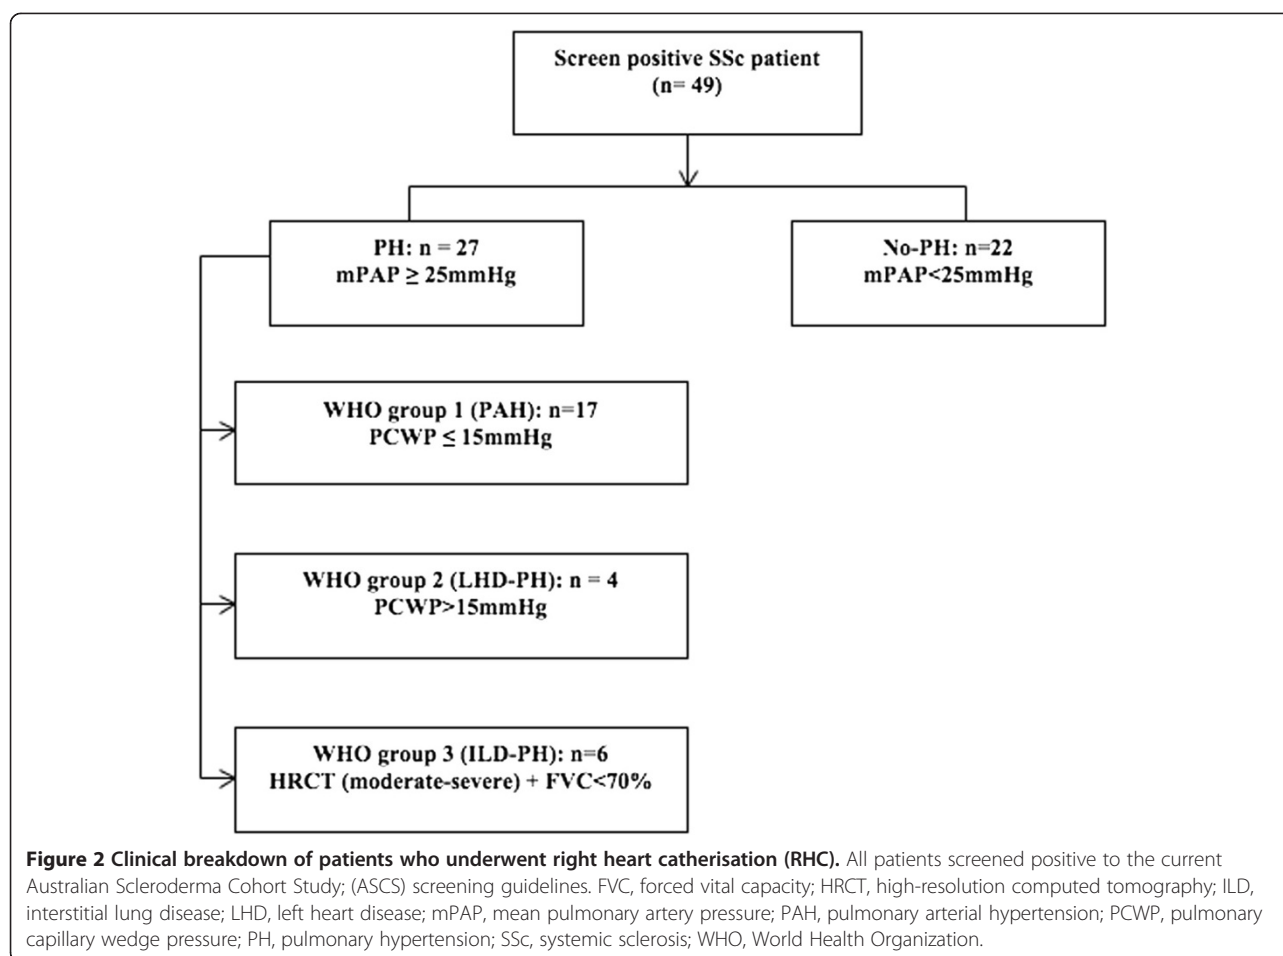 Screen positive SSc patient
(n= 49)
PH: n = 27
mPAP ≥ 25mmHg
No-PH: n=22
mPAP<25mmHg
WHO group 1 (PAH): n=17
PCWP ≤ 15mmHg
WHO group 2 (LHD-PH): n = 4
PCWP>15mmHg
WHO group 3 (ILD-PH): n=6
HRCT (moderate-severe) + FVC<70%
Figure 2 Clinical breakdown of patients who underwent right heart catherisation (RHC). All patients screened positive to the current
Australian Scleroderma Cohort Study; (ASCS) screening guidelines. FVC, forced vital capacity; HRCT, high-resolution computed tomography; ILD,
interstitial lung disease; LHD, left heart disease; mPAP, mean pulmonary artery pressure; PAH, pulmonary arterial hypertension; PCWP, pulmonary
capillary wedge pressure; PH, pulmonary hypertension; SSc, systemic sclerosis; WHO, World Health Organization.